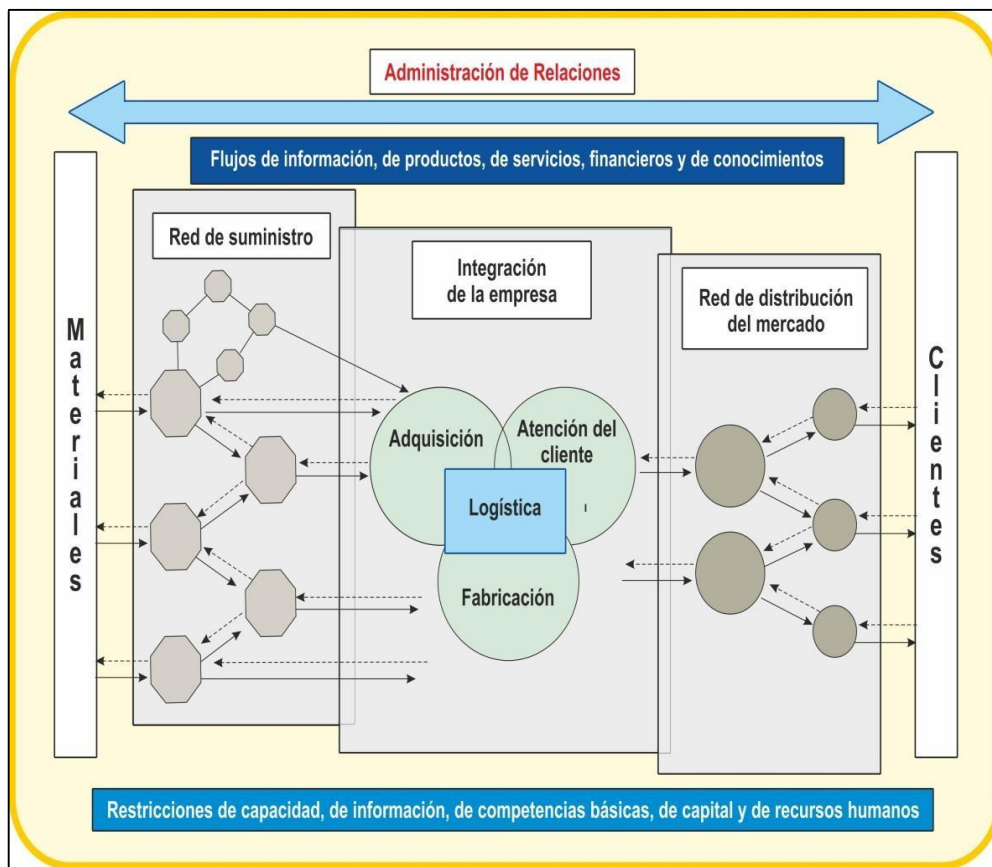 Administración de Relaciones
Flujos de información, de productos, de servicios, financieros y de conocimientos
Red de suministro
Integración
de la empresa
Red de distribución
del mercado
Materiales
Clientes
Adquisición
Atención del
cliente
Logística
Fabricación
Restricciones de capacidad, de información, de competencias básicas, de capital y de recursos humanos